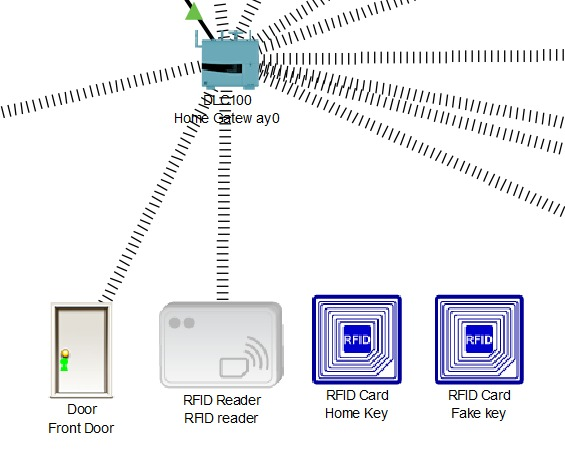 DLC100
Home Gateway0
RFID
RFID
Door
Front Door
RFID Reader
RFID reader
RFID Card
Home Key
RFID Card
Fake key